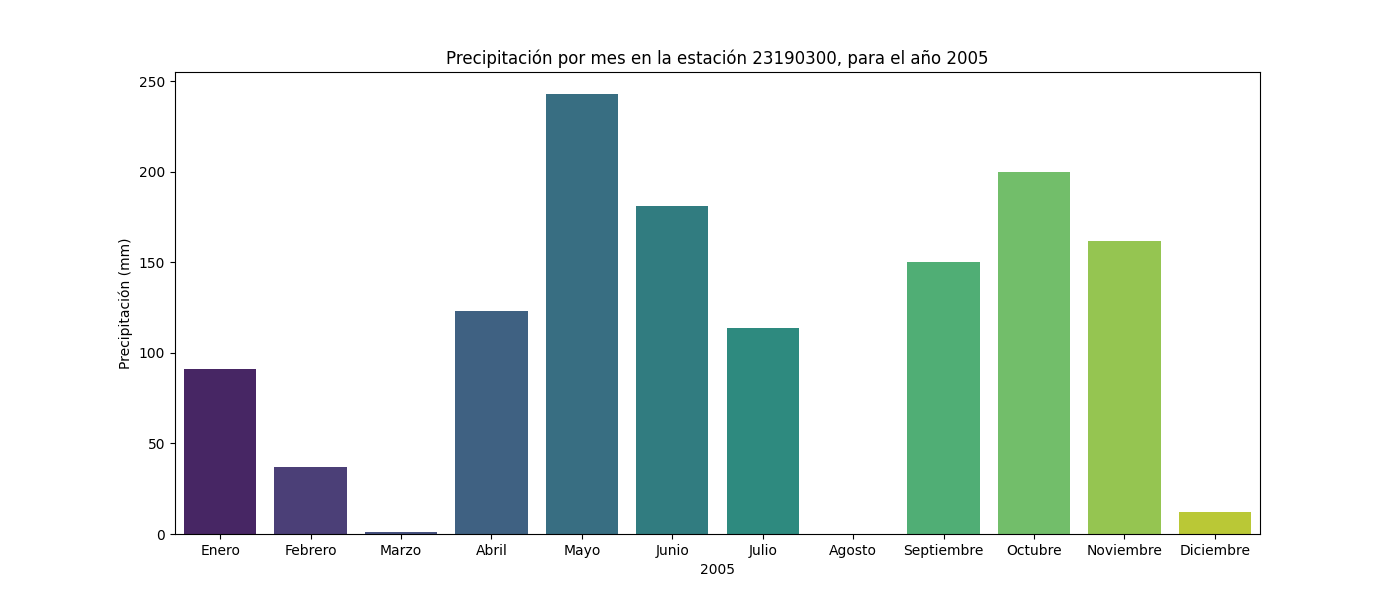 Precipitación por mes en la estación 23190300, para el año 2005
250
200
150
100
50
0
Precipitación (mm)
Enero Febrero Marzo Abril Mayo Junio Julio Agosto Septiembre Octubre Noviembre Diciembre
2005